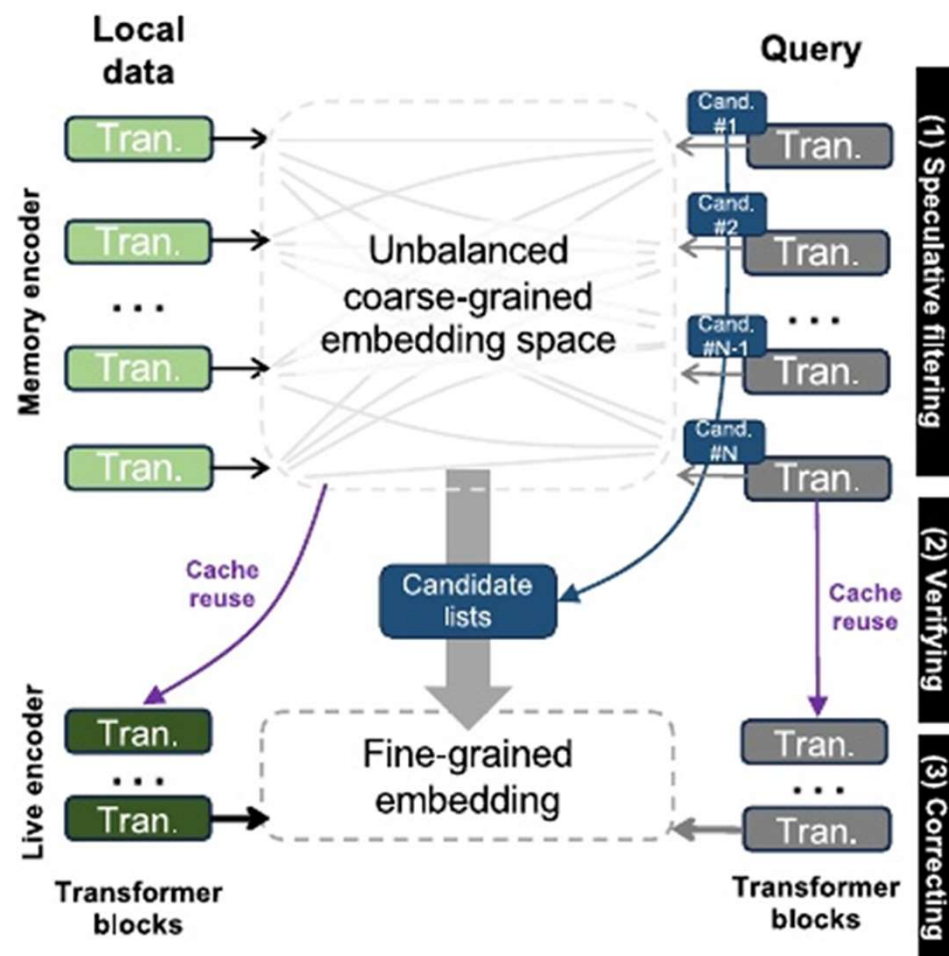 Local
data
Query
Memory encoder
Tran.
Tran.
...
Tran.
Tran.
Unbalanced
coarse-grained
embedding space
Cand.
#1
Tran.
Cand.
#2
Tran.
...
Cand.
#N-1
Tran.
Cand.
#N
Tran.
(1) Speculative filtering
Cache
reuse
Candidate
lists
Cache
reuse
(2) Verifying
Live encoder
Tran.
...
Tran.
Fine-grained
embedding
Tran.
...
Tran.
(3) Correcting
Transformer
blocks
Transformer
blocks